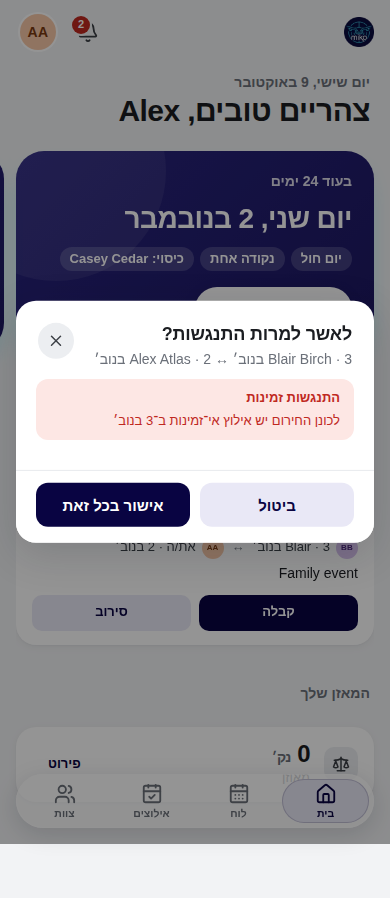 AA
2
miko
יום שישי, 9 באוקטובר
צהריים טובים, Alex
בעוד 24 ימים
יום שני, 2 בנובמבר
יום חול
נקודה אחת
כיסוי: Casey Cedar
לאשר למרות התנגשות?
Blair Birch · 3 בנוב׳ ↔ Alex Atlas · 2 בנוב׳
התנגשות זמינות
לכונן החירום יש אילוץ אי־זמינות ב־3 בנוב׳
ביטול
אישור בכל זאת
BB
Blair · 3 בנוב׳ ↔ AA את/ה · 2 בנוב׳
Family event
קבלה
סירוב
המאזן שלך
0 נק׳
מאזן
פירוט
בית
לוח
אילוצים
צוות